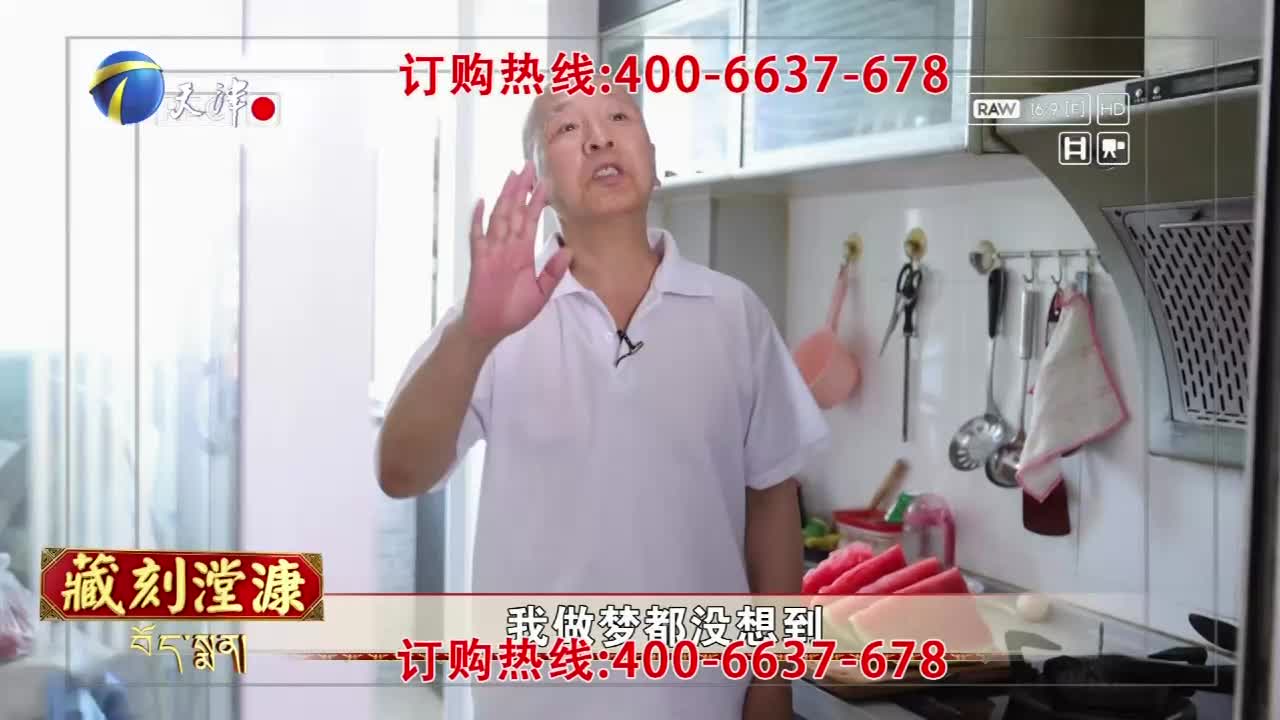 订购热线:400-6637-678
天津
RAW 16:9 [F] HD
藏刻滢漮
བོད་སྨན།
我做梦都没想到
订购热线:400-6637-678